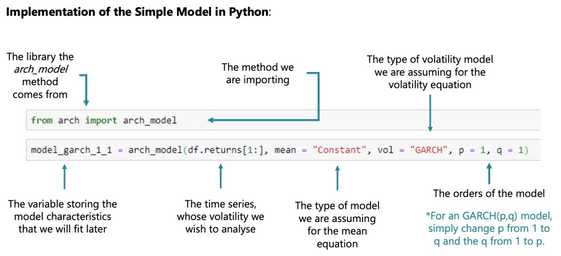 Implementation of the Simple Model in Python:
The library the
arch_model
method
comes from
The method we
are importing
The type of volatility model
we are assuming for the
volatility equation
from arch import arch_model
model_garch_1_1 = arch_model(df.returns[1:], mean = "Constant", vol = "GARCH", p = 1, q = 1)
The variable storing the
model characteristics
that we will fit later
The time series,
whose volatility we
wish to analyse
The type of model
we are assuming for
the mean equation
The orders of the model
*For an GARCH(p,q) model,
simply change p from 1 to
q and the q from 1 to p.